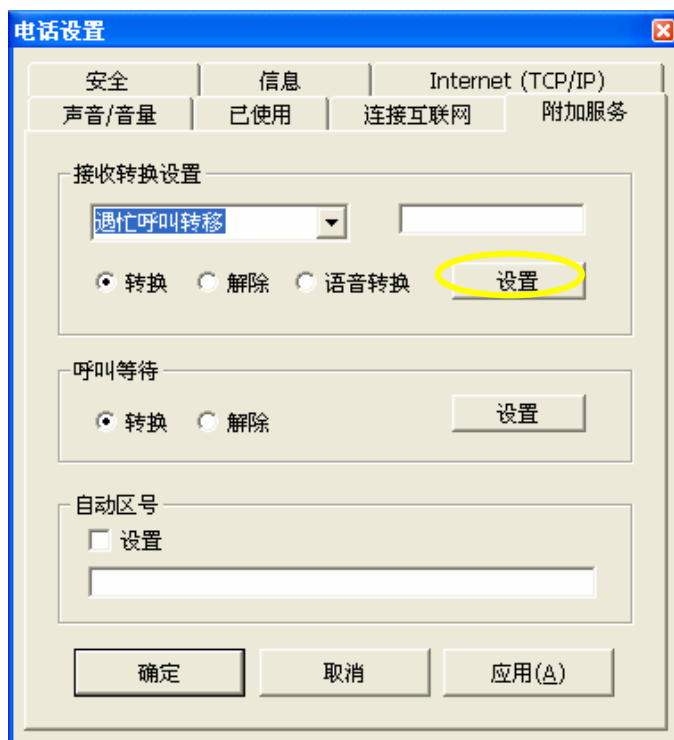 电话设置
安全 信息 Internet (TCP/IP)
声音/音量 已使用 连接互联网 附加服务
接收转换设置
遇忙呼叫转移
转换 解除 语音转换 设置
呼叫等待
转换 解除 设置
自动区号
设置
确定 取消 应用(A)